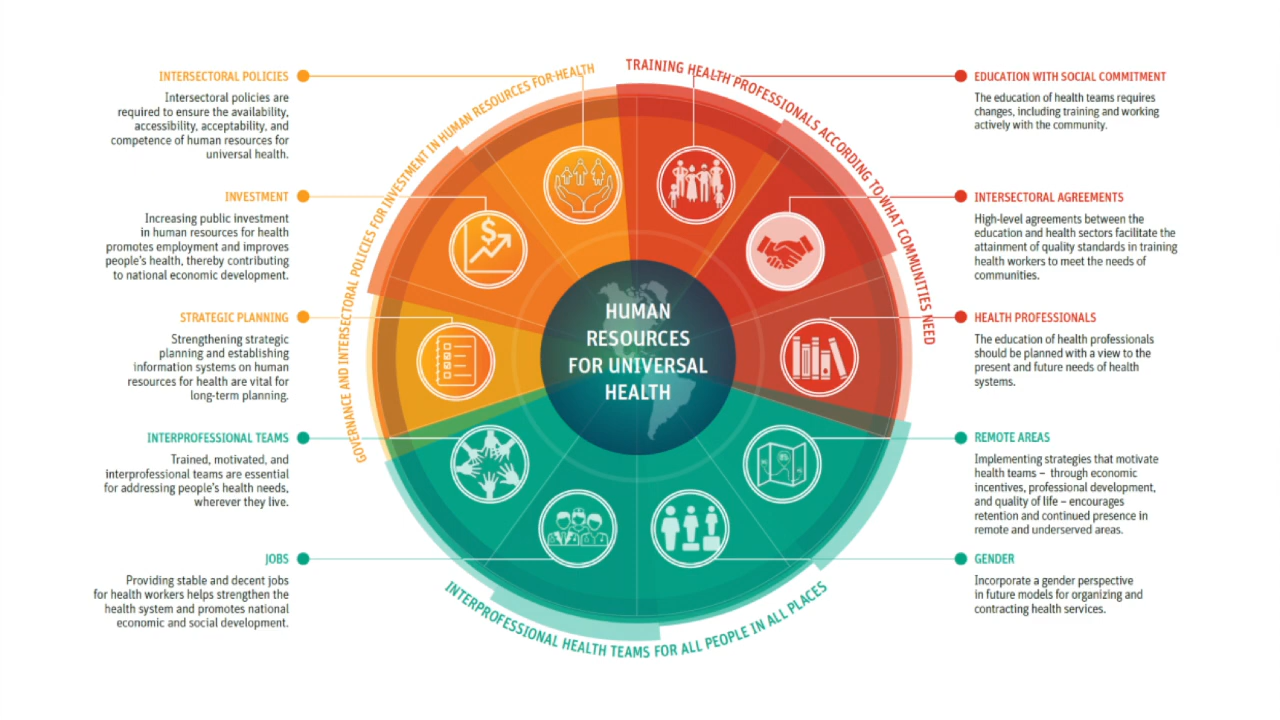 GOVERNANCE AND INTERSECTORAL POLICIES FOR INVESTMENT IN HUMAN RESOURCES FOR HEALTH
TRAINING HEALTH PROFESSIONALS ACCORDING TO WHAT COMMUNITIES NEED
INTERPROFESSIONAL HEALTH TEAMS FOR ALL PEOPLE IN ALL PLACES
HUMAN
RESOURCES
FOR UNIVERSAL
HEALTH
INTERSECTORAL POLICIES
Intersectoral policies are
required to ensure the availability,
accessibility, acceptability, and
competence of human resources for
universal health.
INVESTMENT
Increasing public investment
in human resources for health
promotes employment and improves
people's health, thereby contributing
to national economic development.
STRATEGIC PLANNING
Strengthening strategic
planning and establishing
information systems on human
resources for health are vital for
long-term planning.
INTERPROFESSIONAL TEAMS
Trained, motivated, and
interprofessional teams are essential
for addressing people's health needs,
wherever they live.
JOBS
Providing stable and decent jobs
for health workers helps strengthen the
health system and promotes national
economic and social development.
EDUCATION WITH SOCIAL COMMITMENT
The education of health teams requires
changes, including training and working
actively with the community.
INTERSECTORAL AGREEMENTS
High-level agreements between the
education and health sectors facilitate the
attainment of quality standards in training
health workers to meet the needs of
communities.
HEALTH PROFESSIONALS
The education of health professionals
should be planned with a view to the
present and future needs of health
systems.
REMOTE AREAS
Implementing strategies that motivate
health teams – through economic
incentives, professional development,
and quality of life – encourages
retention and continued presence in
remote and underserved areas.
GENDER
Incorporate a gender perspective
in future models for organizing and
contracting health services.